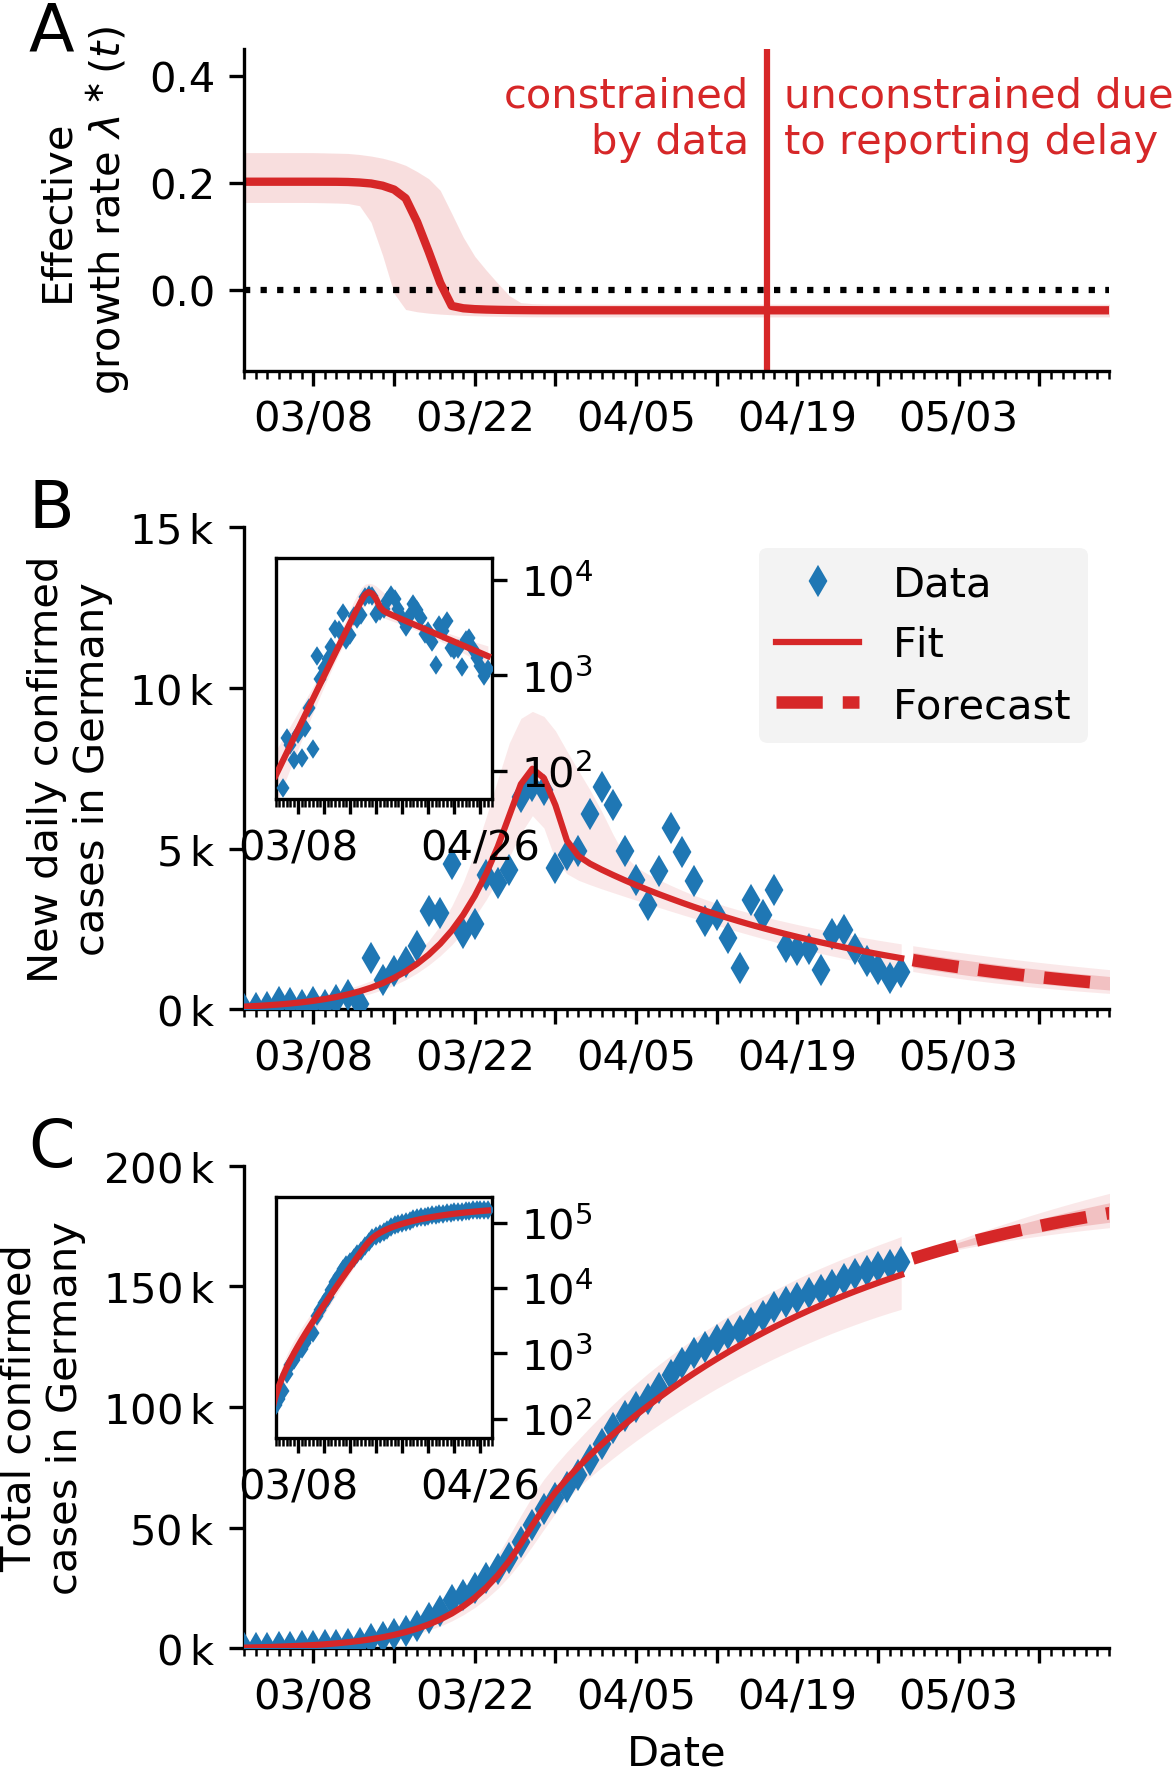 A
Effective
growth rate λ * (t)
0.4
0.2
0.0
constrained
by data
unconstrained due
to reporting delay
03/08
03/22
04/05
04/19
05/03
B
New daily confirmed
cases in Germany
15 k
10 k
5 k
0 k
10⁴
10³
10²
03/08
04/26
Data
Fit
Forecast
03/08
03/22
04/05
04/19
05/03
C
Total confirmed
cases in Germany
200 k
150 k
100 k
50 k
0 k
10⁵
10⁴
10³
10²
03/08
04/26
03/08
03/22
04/05
04/19
05/03
Date